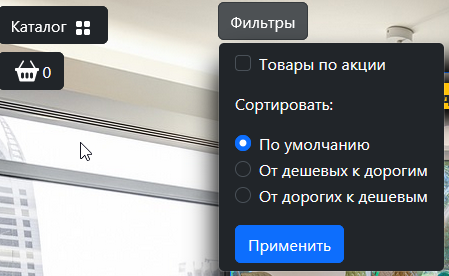 Каталог
0
Фильтры
Товары по акции
Сортировать:
По умолчанию
От дешевых к дорогим
От дорогих к дешевым
Применить